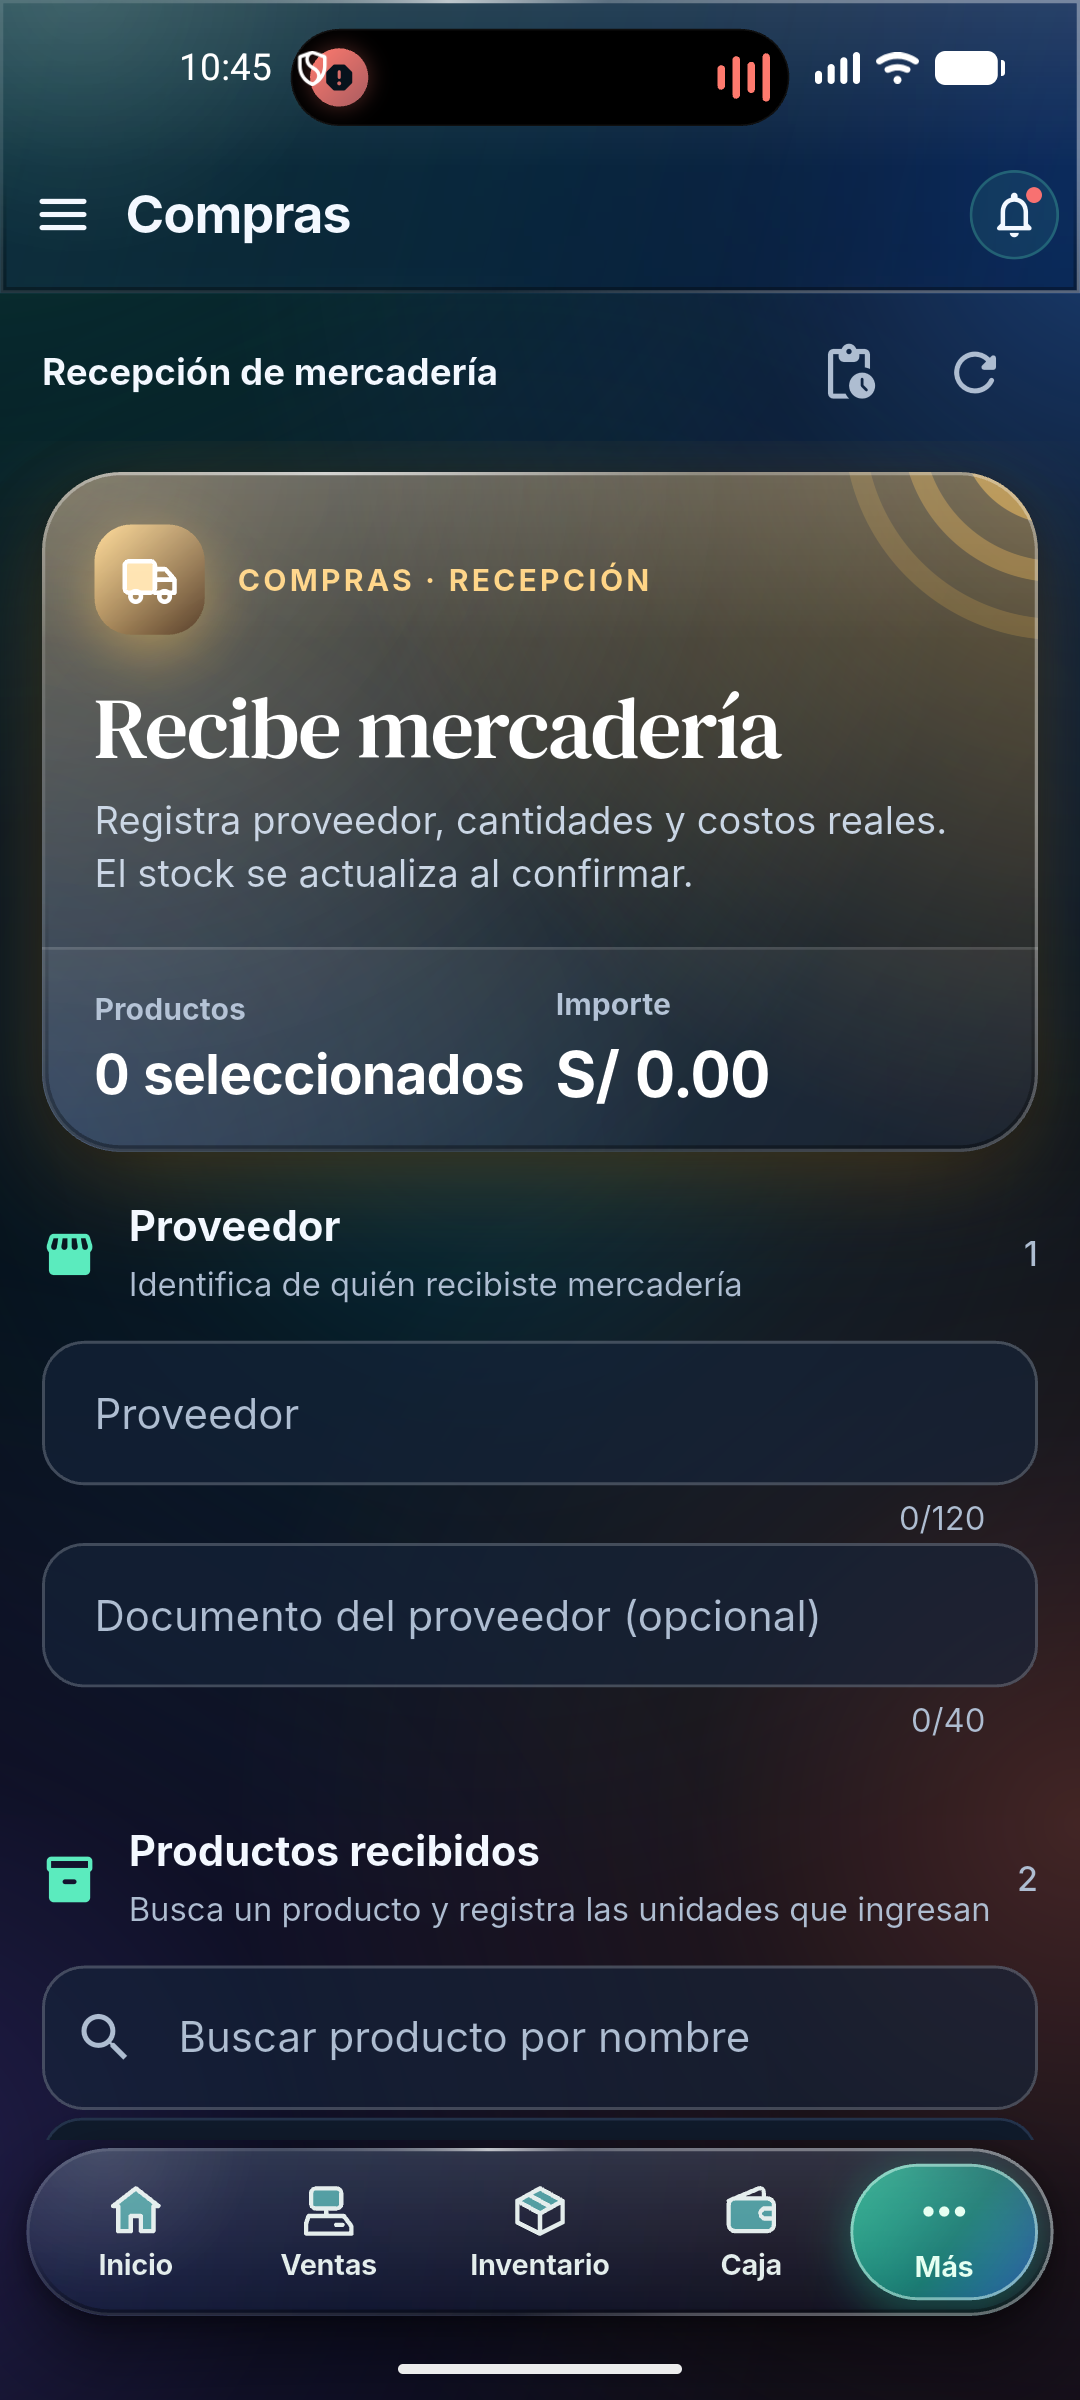 10:45
Compras
Recepción de mercadería
COMPRAS · RECEPCIÓN
Recibe mercadería
Registra proveedor, cantidades y costos reales.
El stock se actualiza al confirmar.
Productos
0 seleccionados
Importe
S/ 0.00
Proveedor
Identifica de quién recibiste mercadería
1
Proveedor
0/120
Documento del proveedor (opcional)
0/40
Productos recibidos
Busca un producto y registra las unidades que ingresan
2
Buscar producto por nombre
Inicio
Ventas
Inventario
Caja
Más